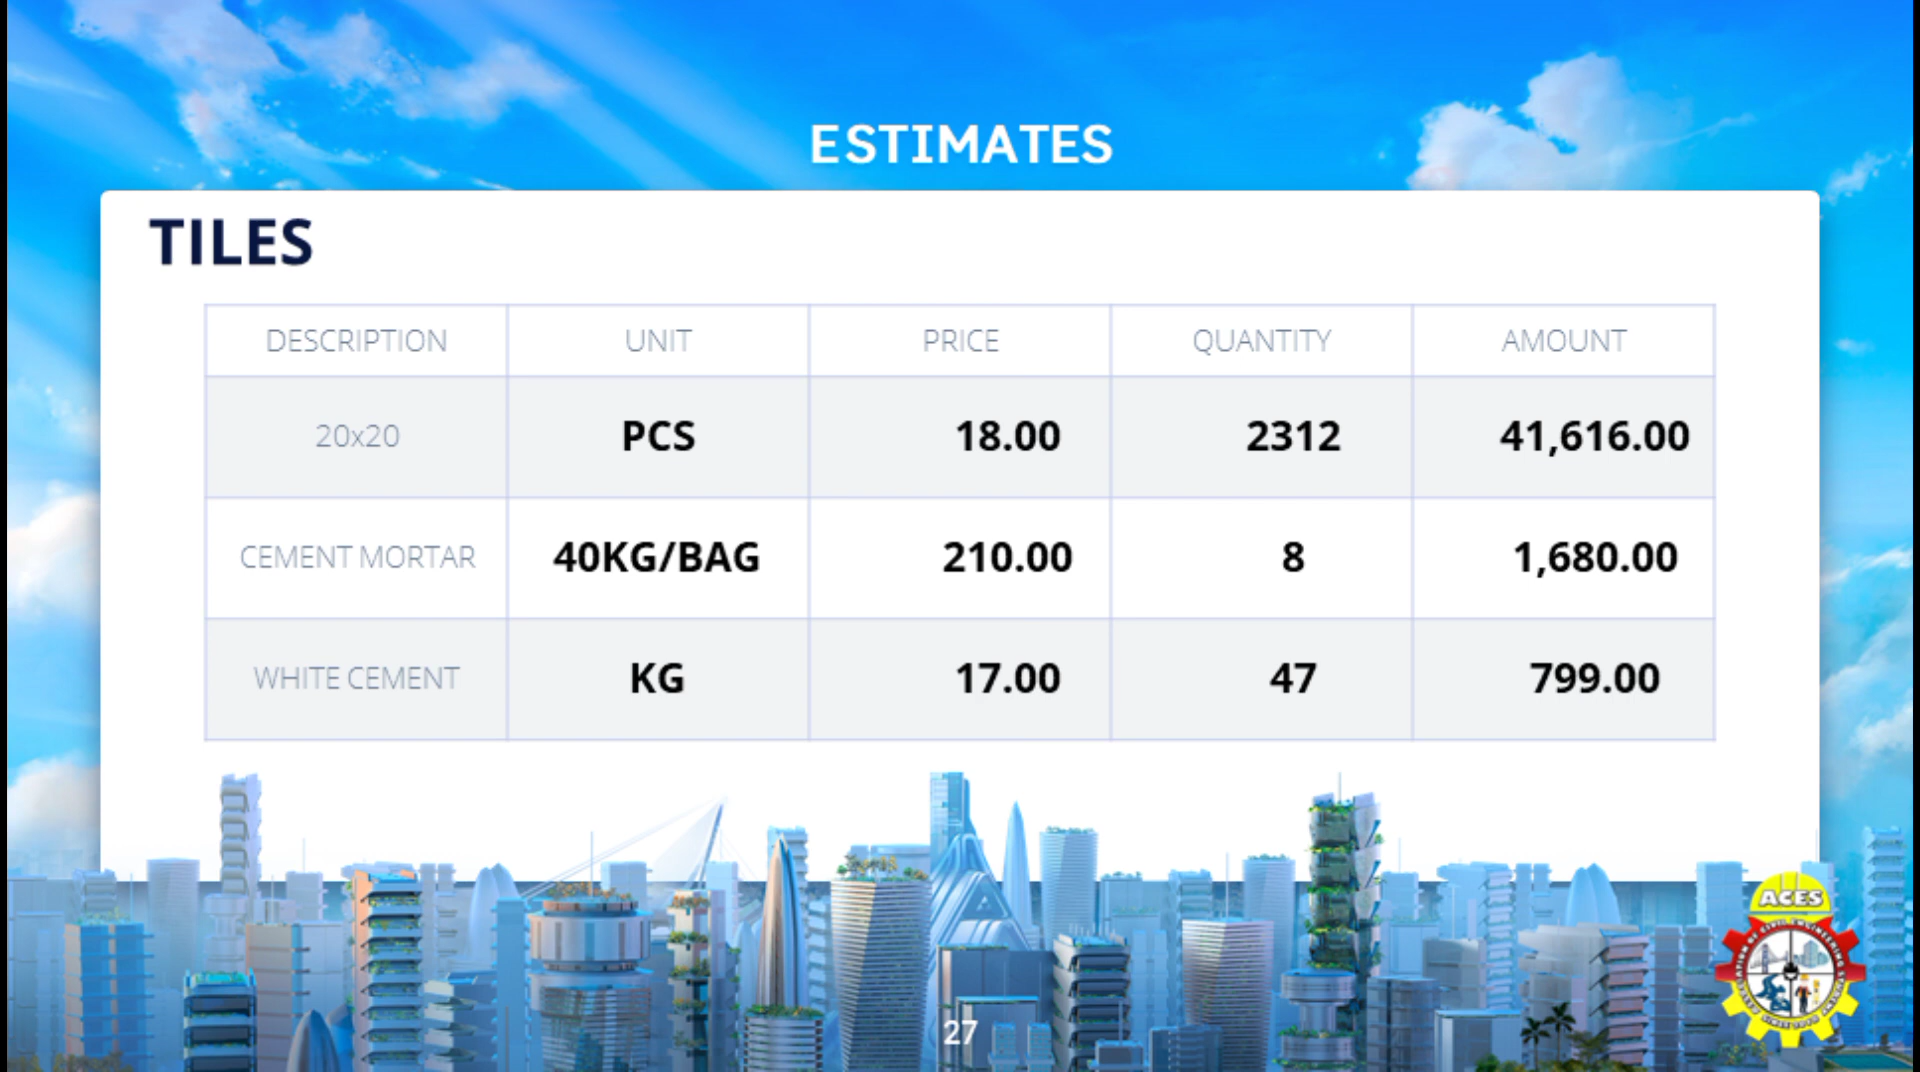 ESTIMATES
TILES
DESCRIPTION UNIT PRICE QUANTITY AMOUNT
20x20 PCS 18.00 2312 41,616.00
CEMENT MORTAR 40KG/BAG 210.00 8 1,680.00
WHITE CEMENT KG 17.00 47 799.00
ACES
27